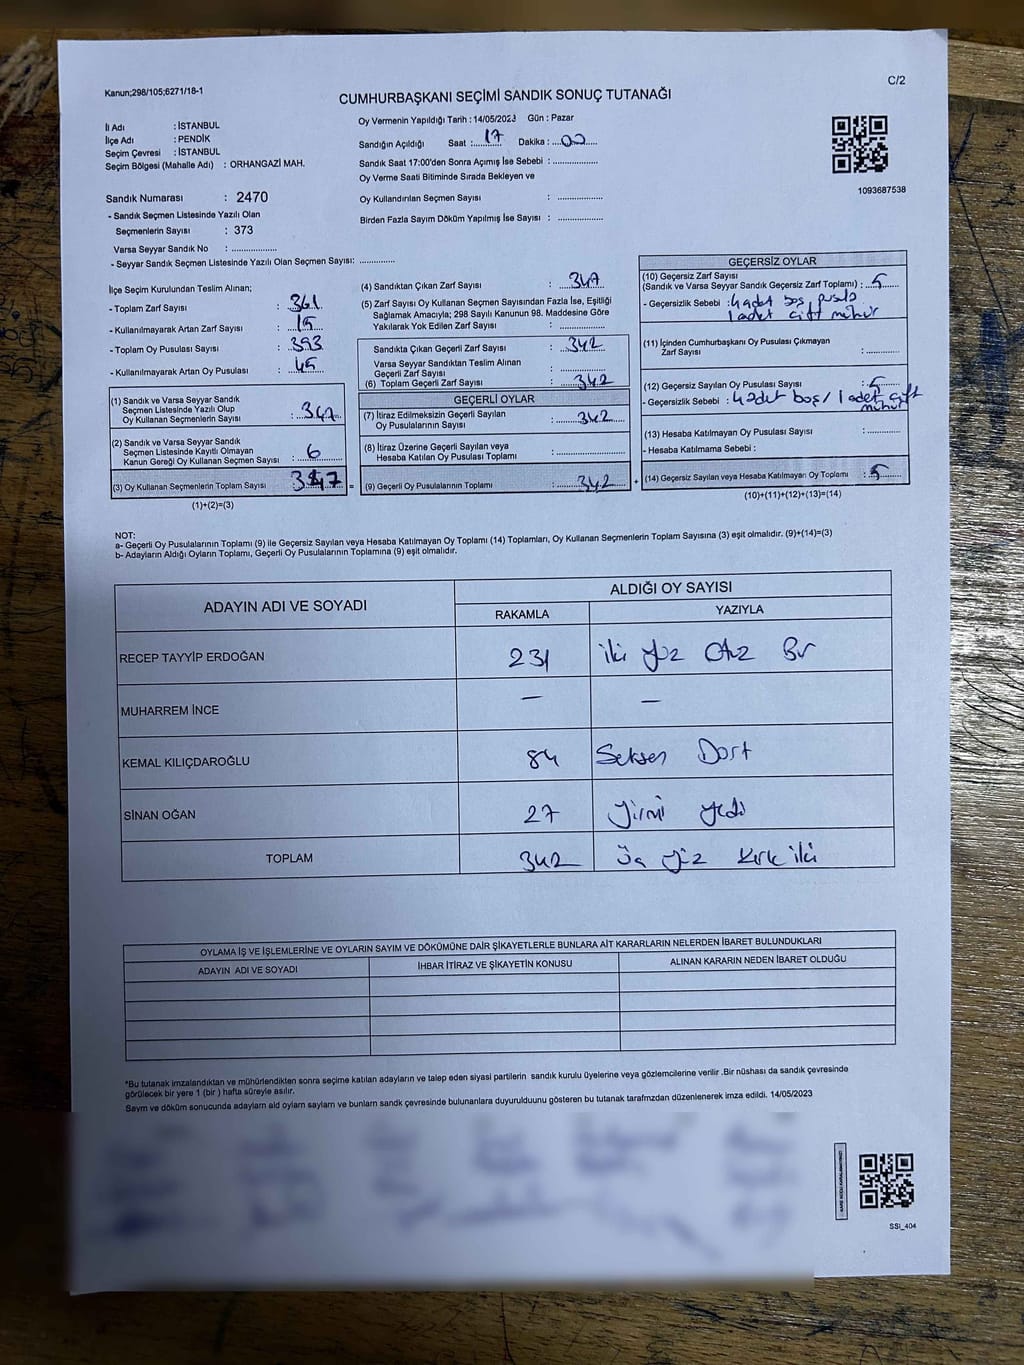 Kanun;298/105;6271/18-1
C/2
CUMHURBAŞKANI SEÇİMİ SANDIK SONUÇ TUTANAĞI
İl Adı : İSTANBUL
İlçe Adı : PENDİK
Seçim Çevresi : İSTANBUL
Seçim Bölgesi (Mahalle Adı) : ORHANGAZİ MAH.
Oy Vermenin Yapıldığı Tarih : 14/05/2023 Gün : Pazar
Sandığın Açıldığı Saat : 17 Dakika : 00
Sandık Saat 17:00'den Sonra Açılmış İse Sebebi :
Oy Verme Saati Bitiminde Sırada Bekleyen ve
Oy Kullandırılan Seçmen Sayısı :
Birden Fazla Sayım Döküm Yapılmış İse Sayısı :
1093687538
Sandık Numarası : 2470
- Sandık Seçmen Listesinde Yazılı Olan
Seçmenlerin Sayısı : 373
Varsa Seyyar Sandık No :
- Seyyar Sandık Seçmen Listesinde Yazılı Olan Seçmen Sayısı:
İlçe Seçim Kurulundan Teslim Alınan;
- Toplam Zarf Sayısı : 361
- Kullanılmayarak Artan Zarf Sayısı : 15
- Toplam Oy Pusulası Sayısı : 393
- Kullanılmayarak Artan Oy Pusulası : 45
(1) Sandık ve Varsa Seyyar Sandık
Seçmen Listesinde Yazılı Olup
Oy Kullanan Seçmenlerin Sayısı : 347
(2) Sandık ve Varsa Seyyar Sandık
Seçmen Listesinde Kayıtlı Olmayan
Kanun Gereği Oy Kullanan Seçmen Sayısı : 6
(3) Oy Kullanan Seçmenlerin Toplam Sayısı 347 =
(1)+(2)=(3)
(4) Sandıktan Çıkan Zarf Sayısı : 347
(5) Zarf Sayısı Oy Kullanan Seçmen Sayısından Fazla İse, Eşitliği
Sağlamak Amacıyla; 298 Sayılı Kanunun 98. Maddesine Göre
Yakılarak Yok Edilen Zarf Sayısı :
Sandıkta Çıkan Geçerli Zarf Sayısı : 342
Varsa Seyyar Sandıktan Teslim Alınan
Geçerli Zarf Sayısı :
(6) Toplam Geçerli Zarf Sayısı : 342
GEÇERLİ OYLAR
(7) İtiraz Edilmeksizin Geçerli Sayılan
Oy Pusulalarının Sayısı : 342
(8) İtiraz Üzerine Geçerli Sayılan veya
Hesaba Katılan Oy Pusulası Toplamı :
(9) Geçerli Oy Pusulalarının Toplamı : 342 +
GEÇERSİZ OYLAR
(10) Geçersiz Zarf Sayısı
(Sandık ve Varsa Seyyar Sandık Geçersiz Zarf Toplamı) : 5
- Geçersizlik Sebebi : 4 adet boş pusula
1 adet çift mühür
(11) İçinden Cumhurbaşkanı Oy Pusulası Çıkmayan
Zarf Sayısı :
(12) Geçersiz Sayılan Oy Pusulası Sayısı : 5
- Geçersizlik Sebebi : 4 adet boş / 1 adet çift
mühür
(13) Hesaba Katılmayan Oy Pusulası Sayısı :
- Hesaba Katılmama Sebebi :
(14) Geçersiz Sayılan veya Hesaba Katılmayan Oy Toplamı : 5
(10)+(11)+(12)+(13)=(14)
NOT:
a- Geçerli Oy Pusulalarının Toplamı (9) ile Geçersiz Sayılan veya Hesaba Katılmayan Oy Toplamı (14) Toplamları, Oy Kullanan Seçmenlerin Toplam Sayısına (3) eşit olmalıdır. (9)+(14)=(3)
b- Adayların Aldığı Oyların Toplamı, Geçerli Oy Pusulalarının Toplamına (9) eşit olmalıdır.
ADAYIN ADI VE SOYADI
ALDIĞI OY SAYISI
RAKAMLA YAZIYLA
RECEP TAYYİP ERDOĞAN 231 iki yüz Otuz Bir
MUHARREM İNCE — —
KEMAL KILIÇDAROĞLU 84 Seksen Dört
SİNAN OĞAN 27 yirmi yedi
TOPLAM 342 Üç yüz kırk iki
OYLAMA İŞ VE İŞLEMLERİNE VE OYLARIN SAYIM VE DÖKÜMÜNE DAİR ŞİKAYETLERLE BUNLARA AİT KARARLARIN NELERDEN İBARET BULUNDUKLARI
ADAYIN ADI VE SOYADI İHBAR İTİRAZ VE ŞİKAYETİN KONUSU ALINAN KARARIN NEDEN İBARET OLDUĞU
*Bu tutanak imzalandıktan ve mühürlendikten sonra seçime katılan adayların ve talep eden siyasi partilerin sandık kurulu üyelerine veya gözlemcilerine verilir .Bir nüshası da sandık çevresinde
görülecek bir yere 1 (bir ) hafta süreyle asılır.
Sayım ve döküm sonucunda adayların ald oyların sayların ve bunların sandk çevresinde bulunanlara duyurulduunu gösteren bu tutanak tarafmzdan düzenlenerek imza edildi. 14/05/2023
SSI_404